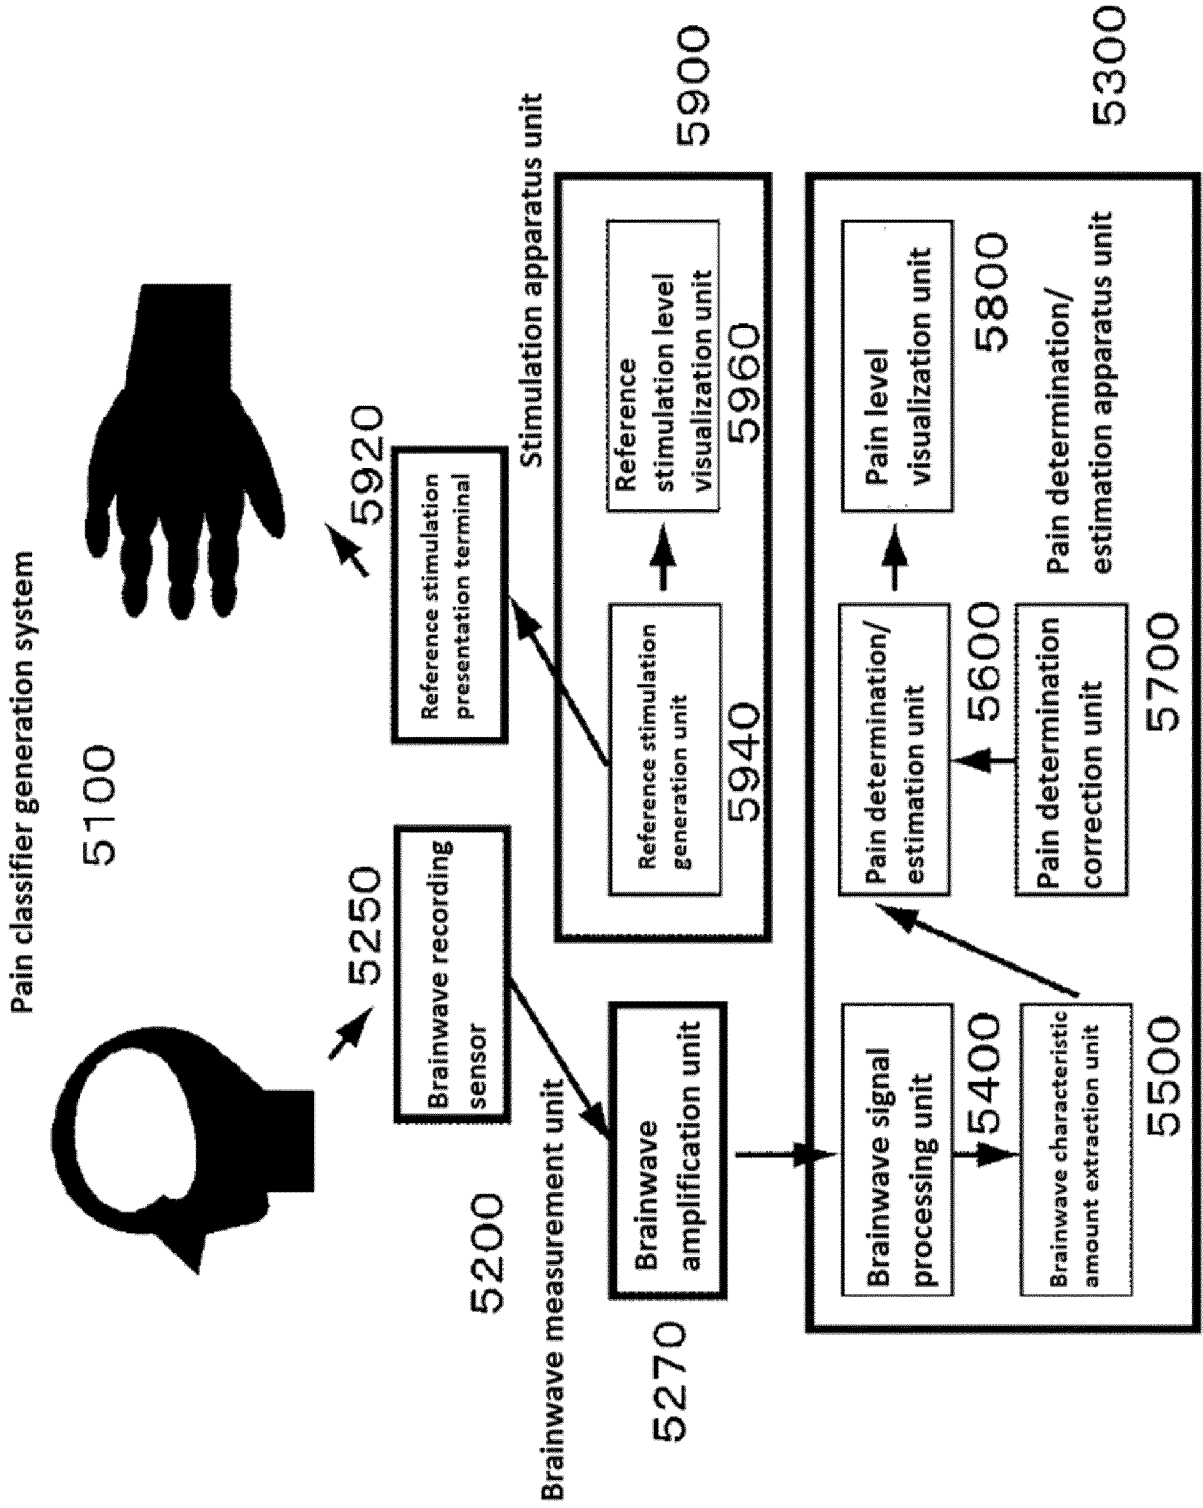 Pain classifier generation system
5100
5250
5920
Brainwave recording
sensor
Reference stimulation
presentation terminal
5200
Brainwave measurement unit
Stimulation apparatus unit
5270
Brainwave
amplification unit
Reference stimulation
generation unit
5940
Reference
stimulation level
visualization unit
5960
5900
Brainwave signal
processing unit
5400
Pain determination/
estimation unit
5600
Pain level
visualization unit
5800
Brainwave characteristic
amount extraction unit
5500
Pain determination
correction unit
5700
Pain determination/
estimation apparatus unit
5300